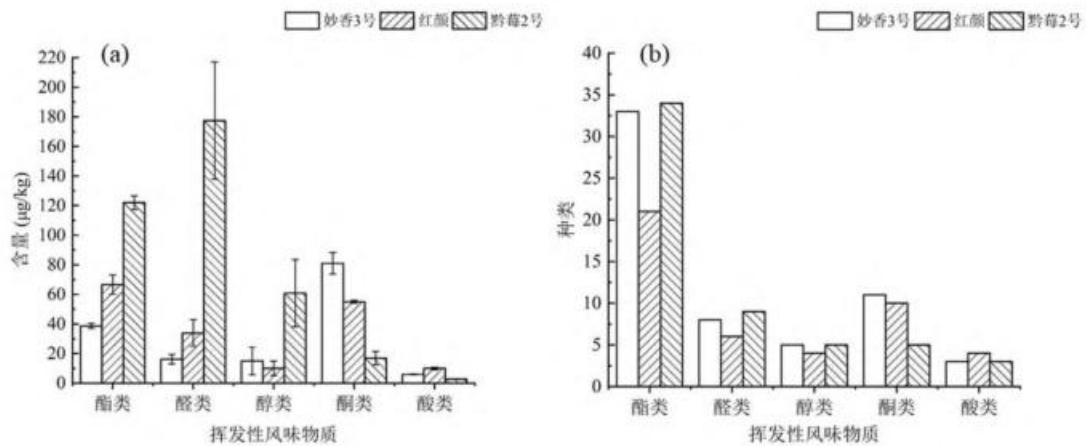 妙香3号 红颜 黔莓2号
(a)
220
200
180
160
140
120
100
80
60
40
20
0
含量 (μg/kg)
酯类 醛类 醇类 酮类 酸类
挥发性风味物质
妙香3号 红颜 黔莓2号
(b)
40
35
30
25
20
15
10
5
0
种类
酯类 醛类 醇类 酮类 酸类
挥发性风味物质